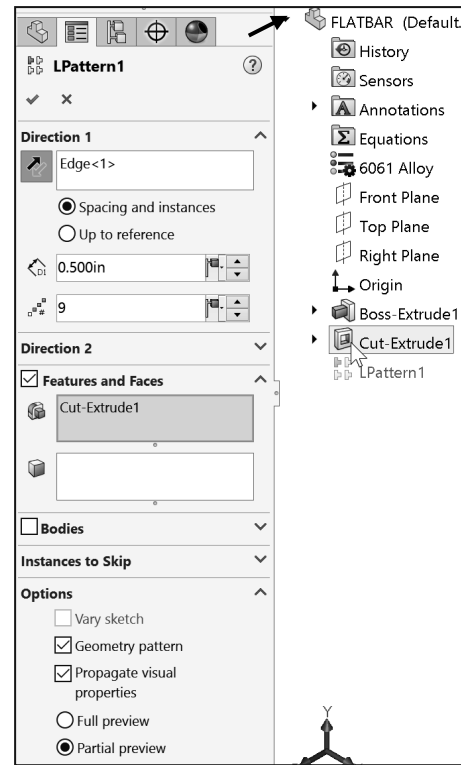 LPattern1
Direction 1
Edge<1>
Spacing and instances
Up to reference
D1
0.500in
#
9
Direction 2
Features and Faces
Cut-Extrude1
Bodies
Instances to Skip
Options
Vary sketch
Geometry pattern
Propagate visual
properties
Full preview
Partial preview
FLATBAR (Default.
History
Sensors
A Annotations
Σ Equations
6061 Alloy
Front Plane
Top Plane
Right Plane
Origin
Boss-Extrude1
Cut-Extrude1
LPattern1
Y